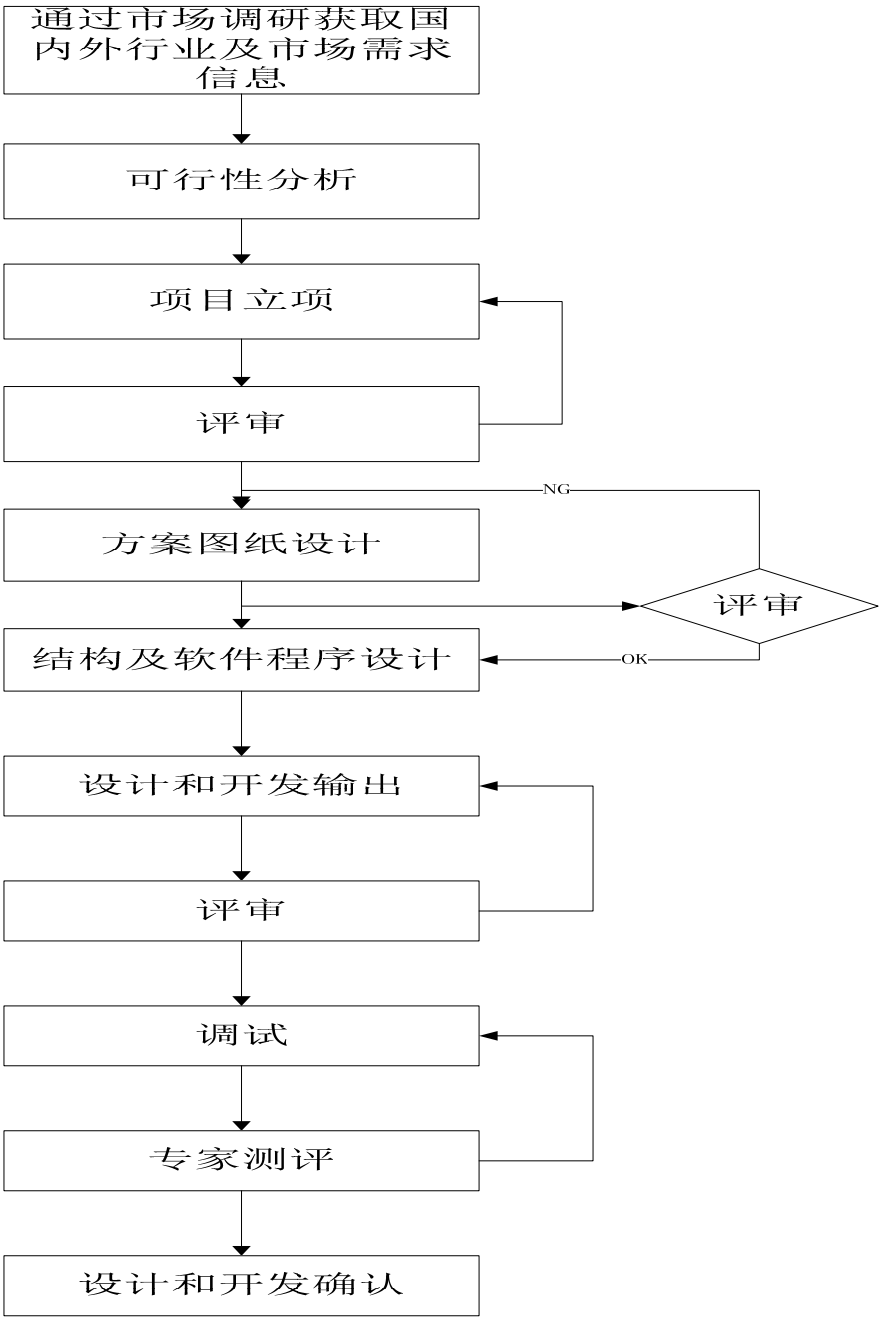 通过市场调研获取国
内外行业及市场需求
信息
可行性分析
项目立项
评审
NG
方案图纸设计
评审
结构及软件程序设计
OK
设计和开发输出
评审
调试
专家测评
设计和开发确认